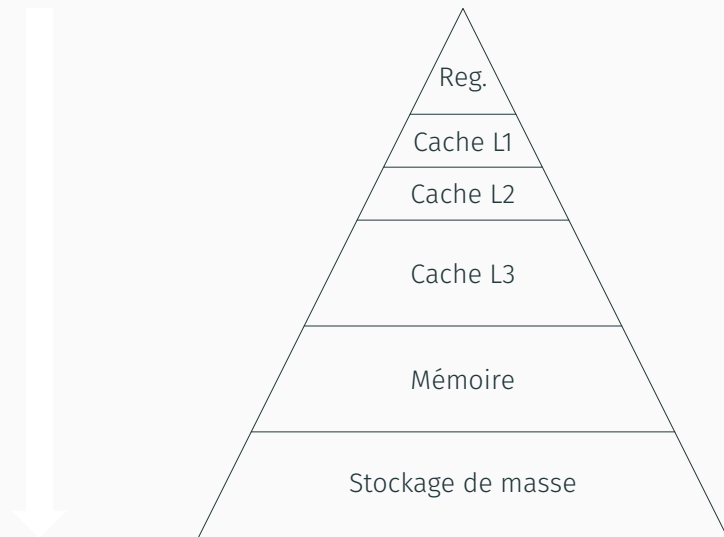 Reg.
Cache L1
Cache L2
Cache L3
Mémoire
Stockage de masse